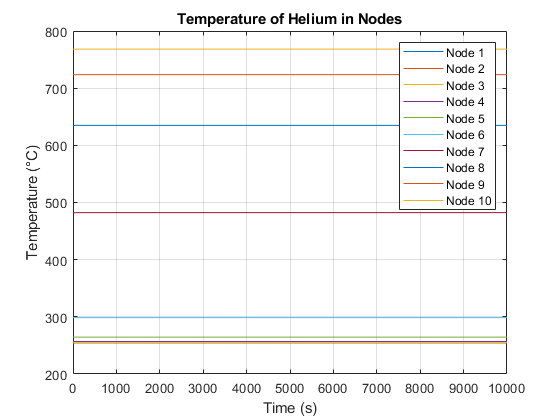 Temperature of Helium in Nodes
800
700
600
500
400
300
200
Temperature (°C)
Node 1
Node 2
Node 3
Node 4
Node 5
Node 6
Node 7
Node 8
Node 9
Node 10
0 1000 2000 3000 4000 5000 6000 7000 8000 9000 10000
Time (s)